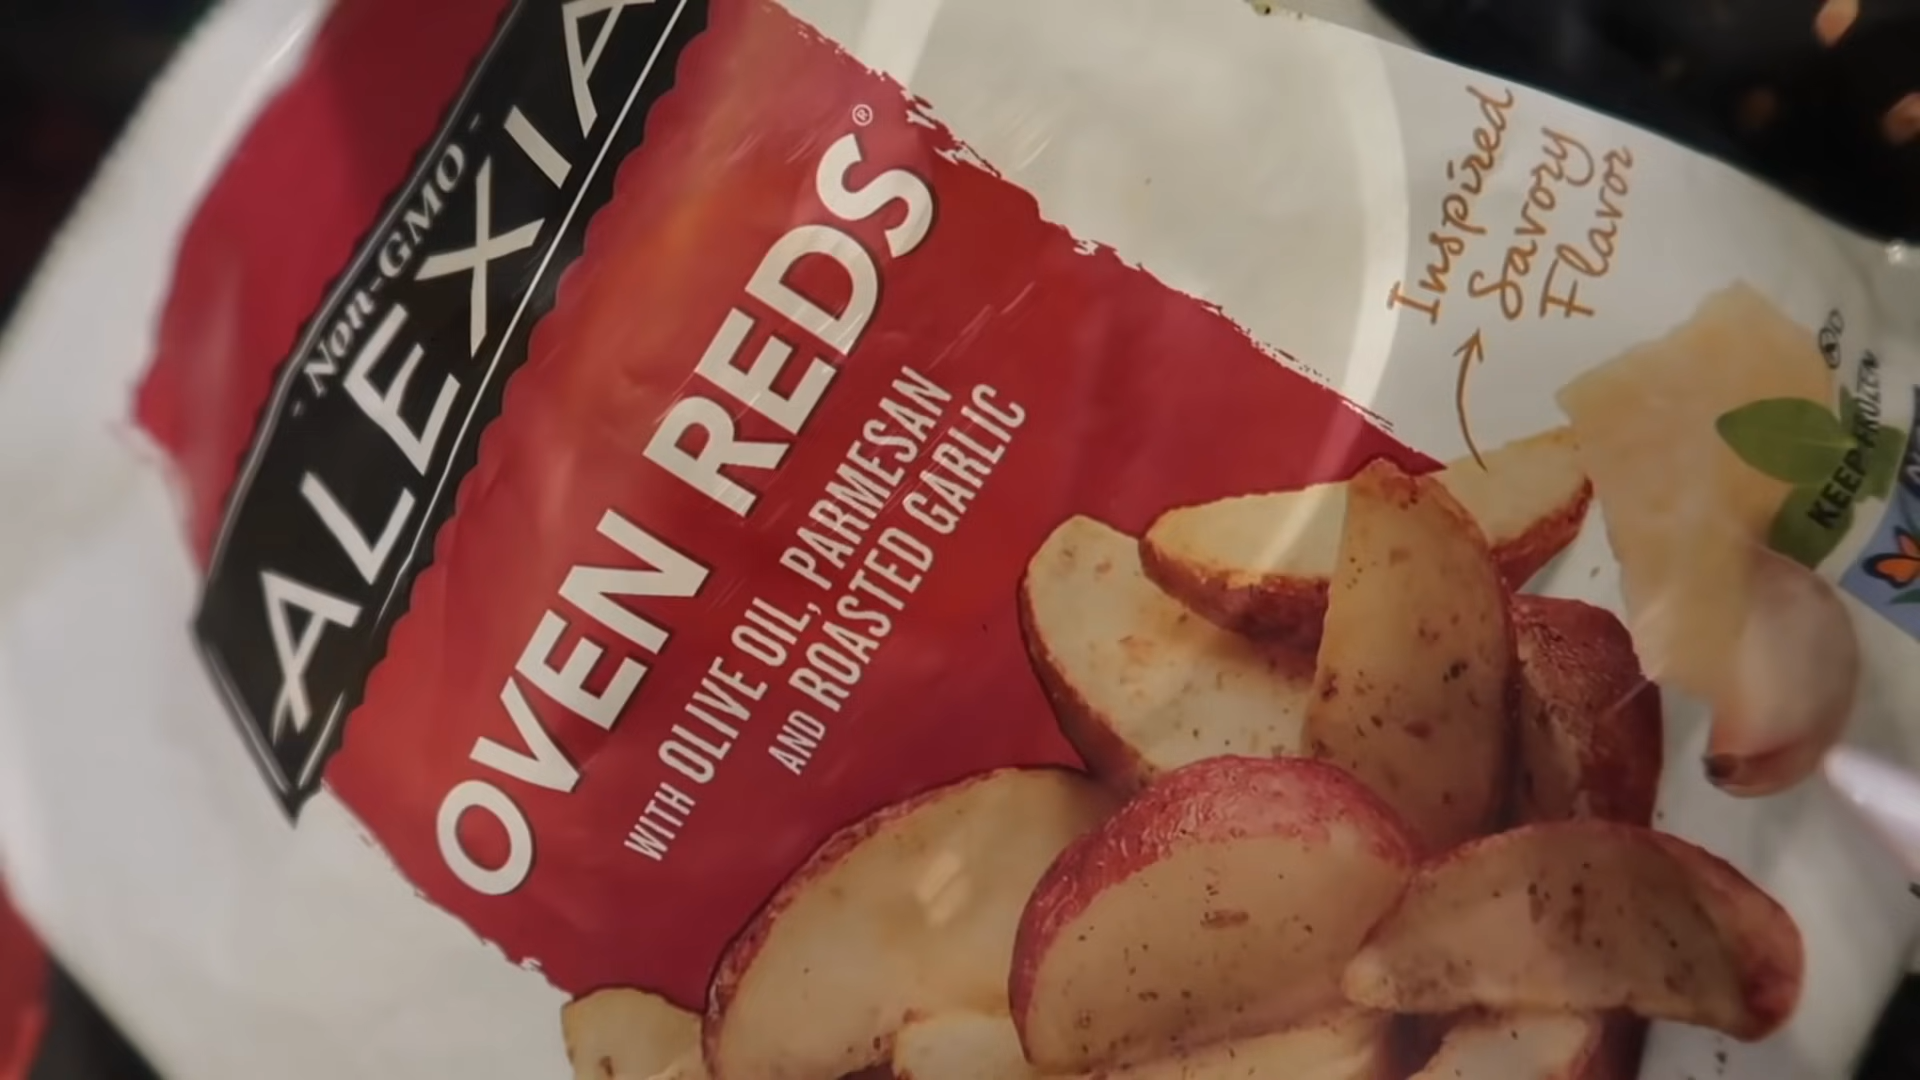 - Non-GMO -
ALEXIA
OVEN REDS®
WITH OLIVE OIL, PARMESAN
AND ROASTED GARLIC
Inspired
Savory
Flavor
KEEP FROZEN